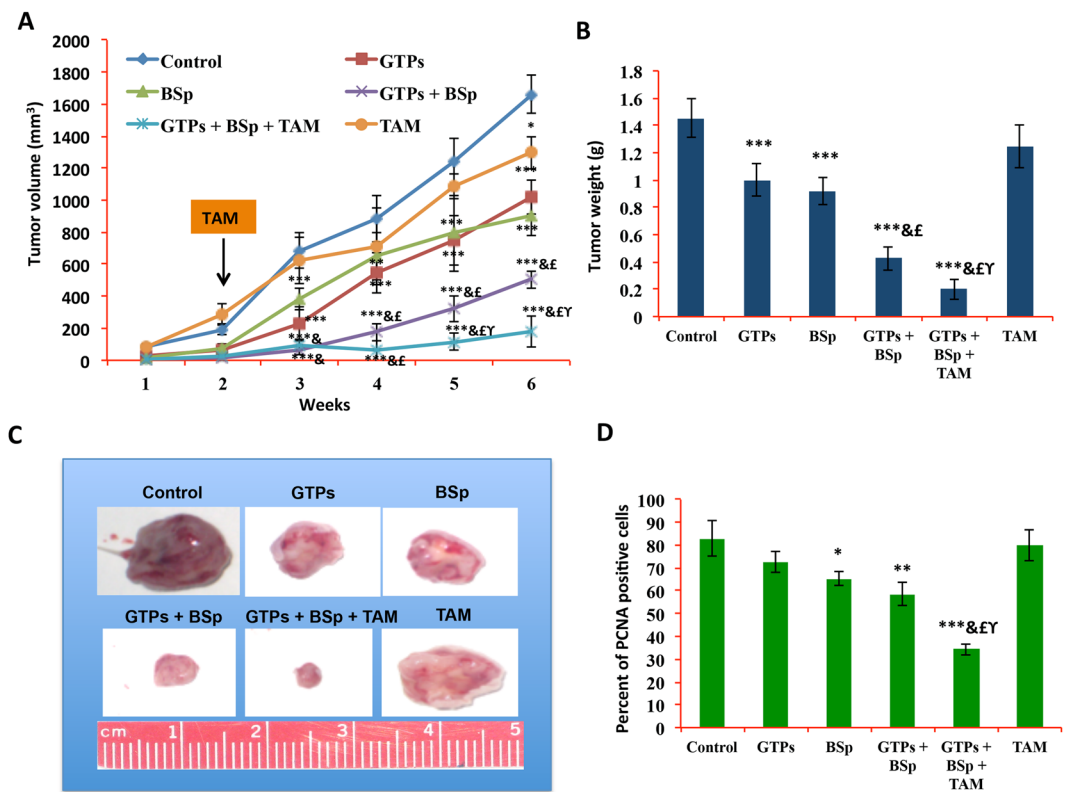 A
2000
1800
1600
1400
1200
1000
800
600
400
200
0
Tumor volume (mm³)
Control
GTPs
BSp
GTPs + BSp
GTPs + BSp + TAM
TAM
TAM
*
***
***
***&£
***&£ϒ
***
***
***&£
***&£ϒ
**
***
***&£
***&£
***
***
***&
***&
1 2 3 4 5 6
Weeks
B
1.8
1.6
1.4
1.2
1
0.8
0.6
0.4
0.2
0
Tumor weight (g)
***
***
***&£
***&£ϒ
Control
GTPs
BSp
GTPs +
BSp
GTPs +
BSp +
TAM
TAM
C
Control
GTPs
BSp
GTPs + BSp
GTPs + BSp + TAM
TAM
cm 1 2 3 4 5
D
100
90
80
70
60
50
40
30
20
10
0
Percent of PCNA positive cells
*
**
***&£ϒ
Control
GTPs
BSp
GTPs +
BSp
GTPs +
BSp +
TAM
TAM